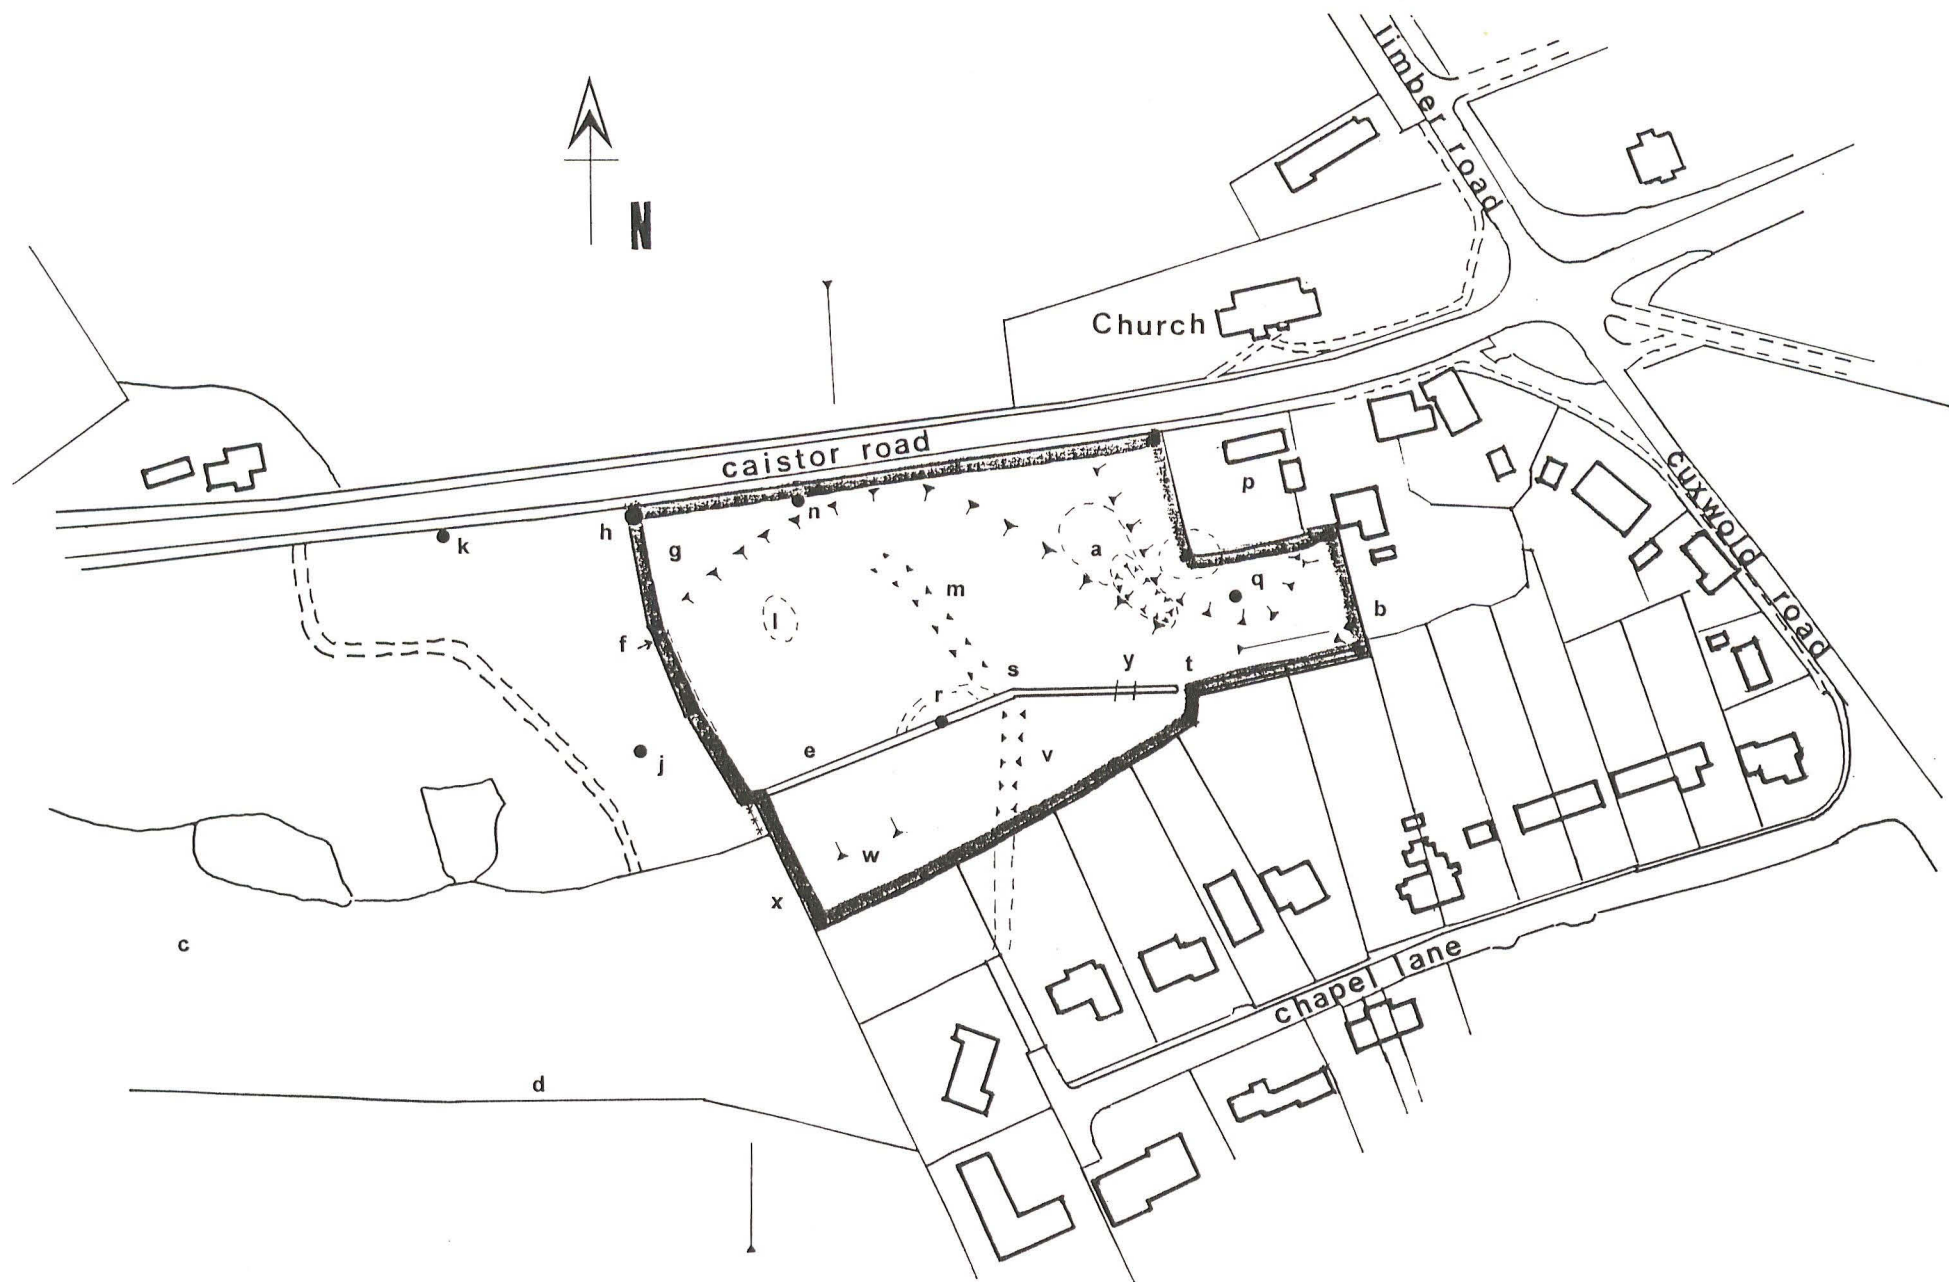 limber road
N
Church
caistor road
cuxwold road
p
h
g
n
a
q
k
m
b
f
l
s
y
t
r
e
v
j
w
x
c
chapel lane
d